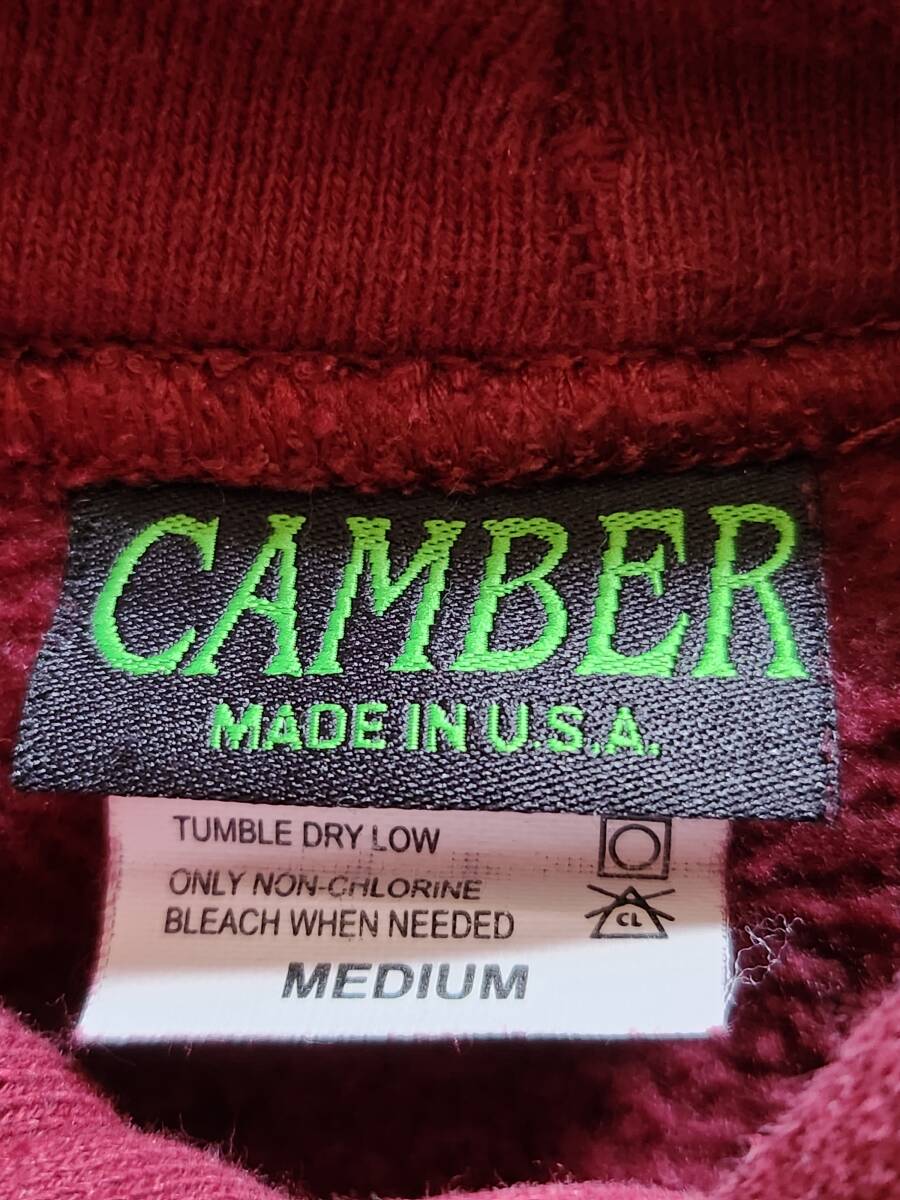 CAMBER
MADE IN U.S.A.
TUMBLE DRY LOW
ONLY NON-CHLORINE
BLEACH WHEN NEEDED
CL
MEDIUM